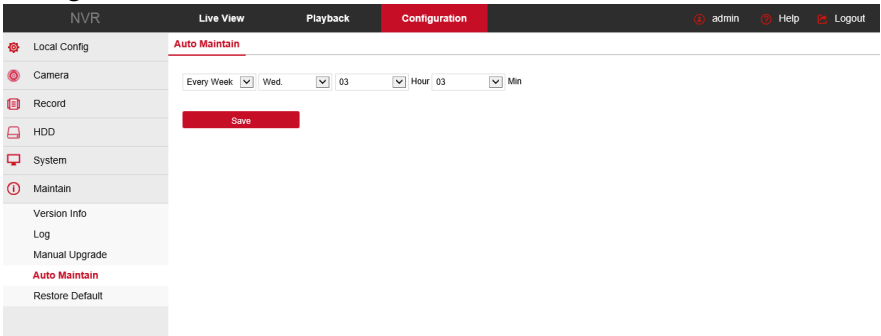 NVR Live View Playback Configuration admin Help Logout
Local Config
Auto Maintain
Camera
Every Week Wed. 03 Hour 03 Min
Record
Save
HDD
System
Maintain
Version Info
Log
Manual Upgrade
Auto Maintain
Restore Default